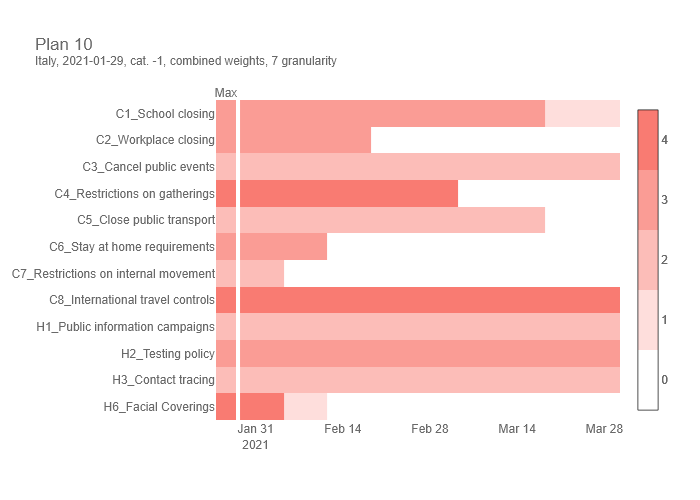 Plan 10
Italy, 2021-01-29, cat. -1, combined weights, 7 granularity
Max
C1_School closing
C2_Workplace closing
C3_Cancel public events
C4_Restrictions on gatherings
C5_Close public transport
C6_Stay at home requirements
C7_Restrictions on internal movement
C8_International travel controls
H1_Public information campaigns
H2_Testing policy
H3_Contact tracing
H6_Facial Coverings
Jan 31 Feb 14 Feb 28 Mar 14 Mar 28
2021
4
3
2
1
0